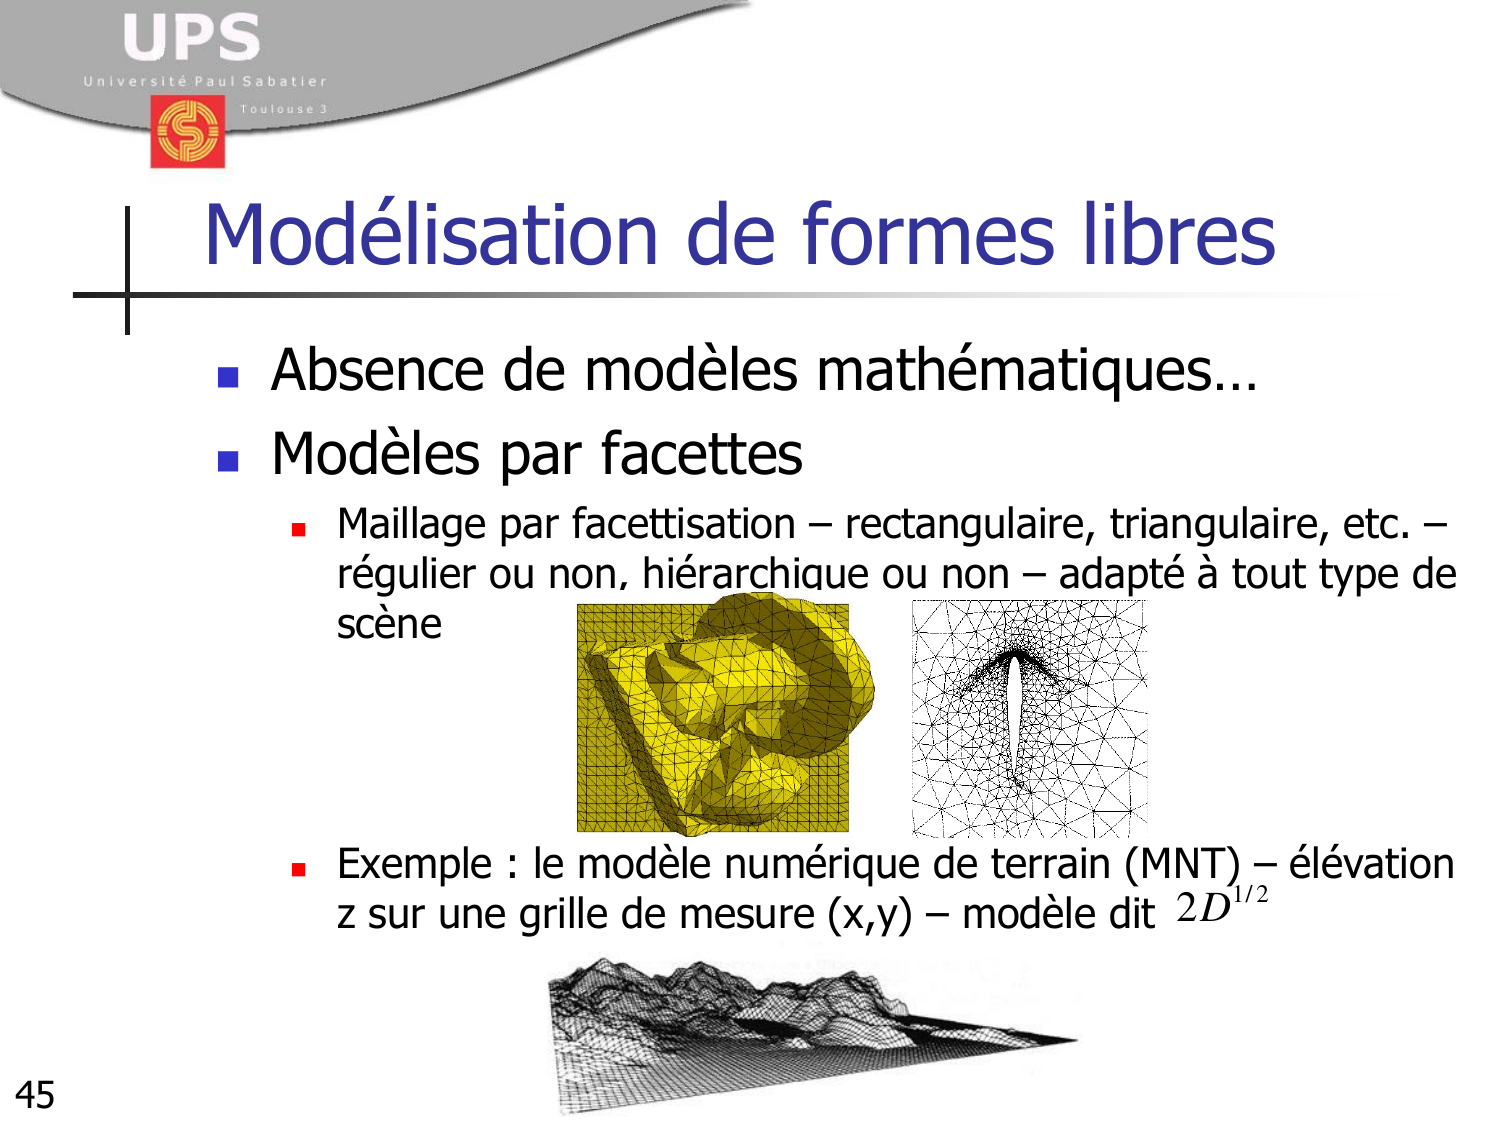 UPS
Université Paul Sabatier
Toulouse 3
Modélisation de formes libres
Absence de modèles mathématiques…
Modèles par facettes
Maillage par facettisation – rectangulaire, triangulaire, etc. –
régulier ou non, hiérarchique ou non – adapté à tout type de
scène
Exemple : le modèle numérique de terrain (MNT) – élévation
z sur une grille de mesure (x,y) – modèle dit 2D^1/2
45